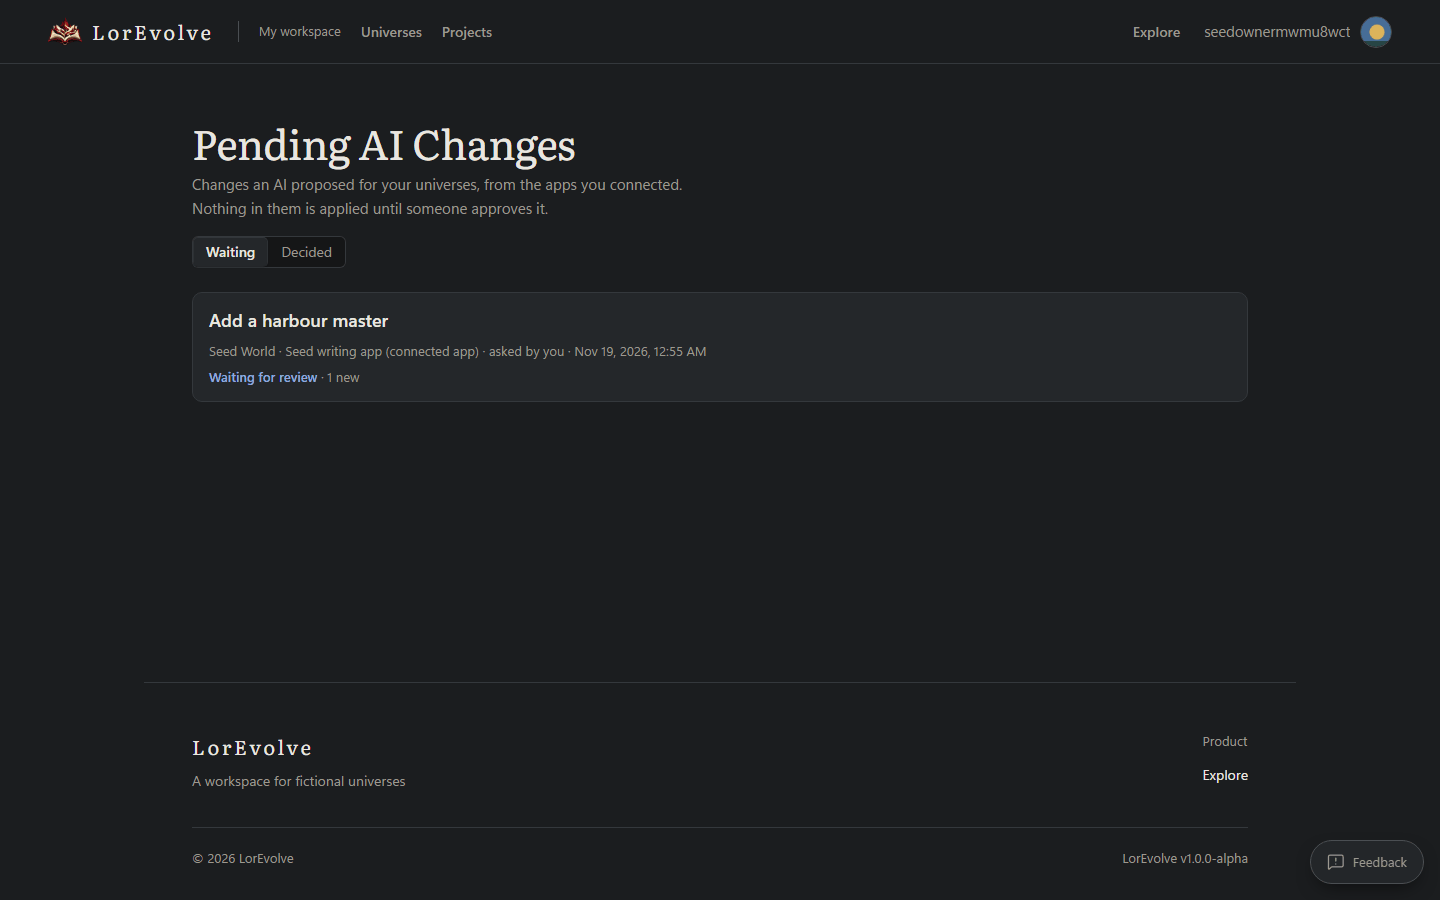 LorEvolve
My workspace
Universes
Projects
Explore
seedownermwmu8wct
Pending AI Changes
Changes an AI proposed for your universes, from the apps you connected.
Nothing in them is applied until someone approves it.
Waiting
Decided
Add a harbour master
Seed World · Seed writing app (connected app) · asked by you · Nov 19, 2026, 12:55 AM
Waiting for review · 1 new
LorEvolve
A workspace for fictional universes
Product
Explore
© 2026 LorEvolve
LorEvolve v1.0.0-alpha
Feedback